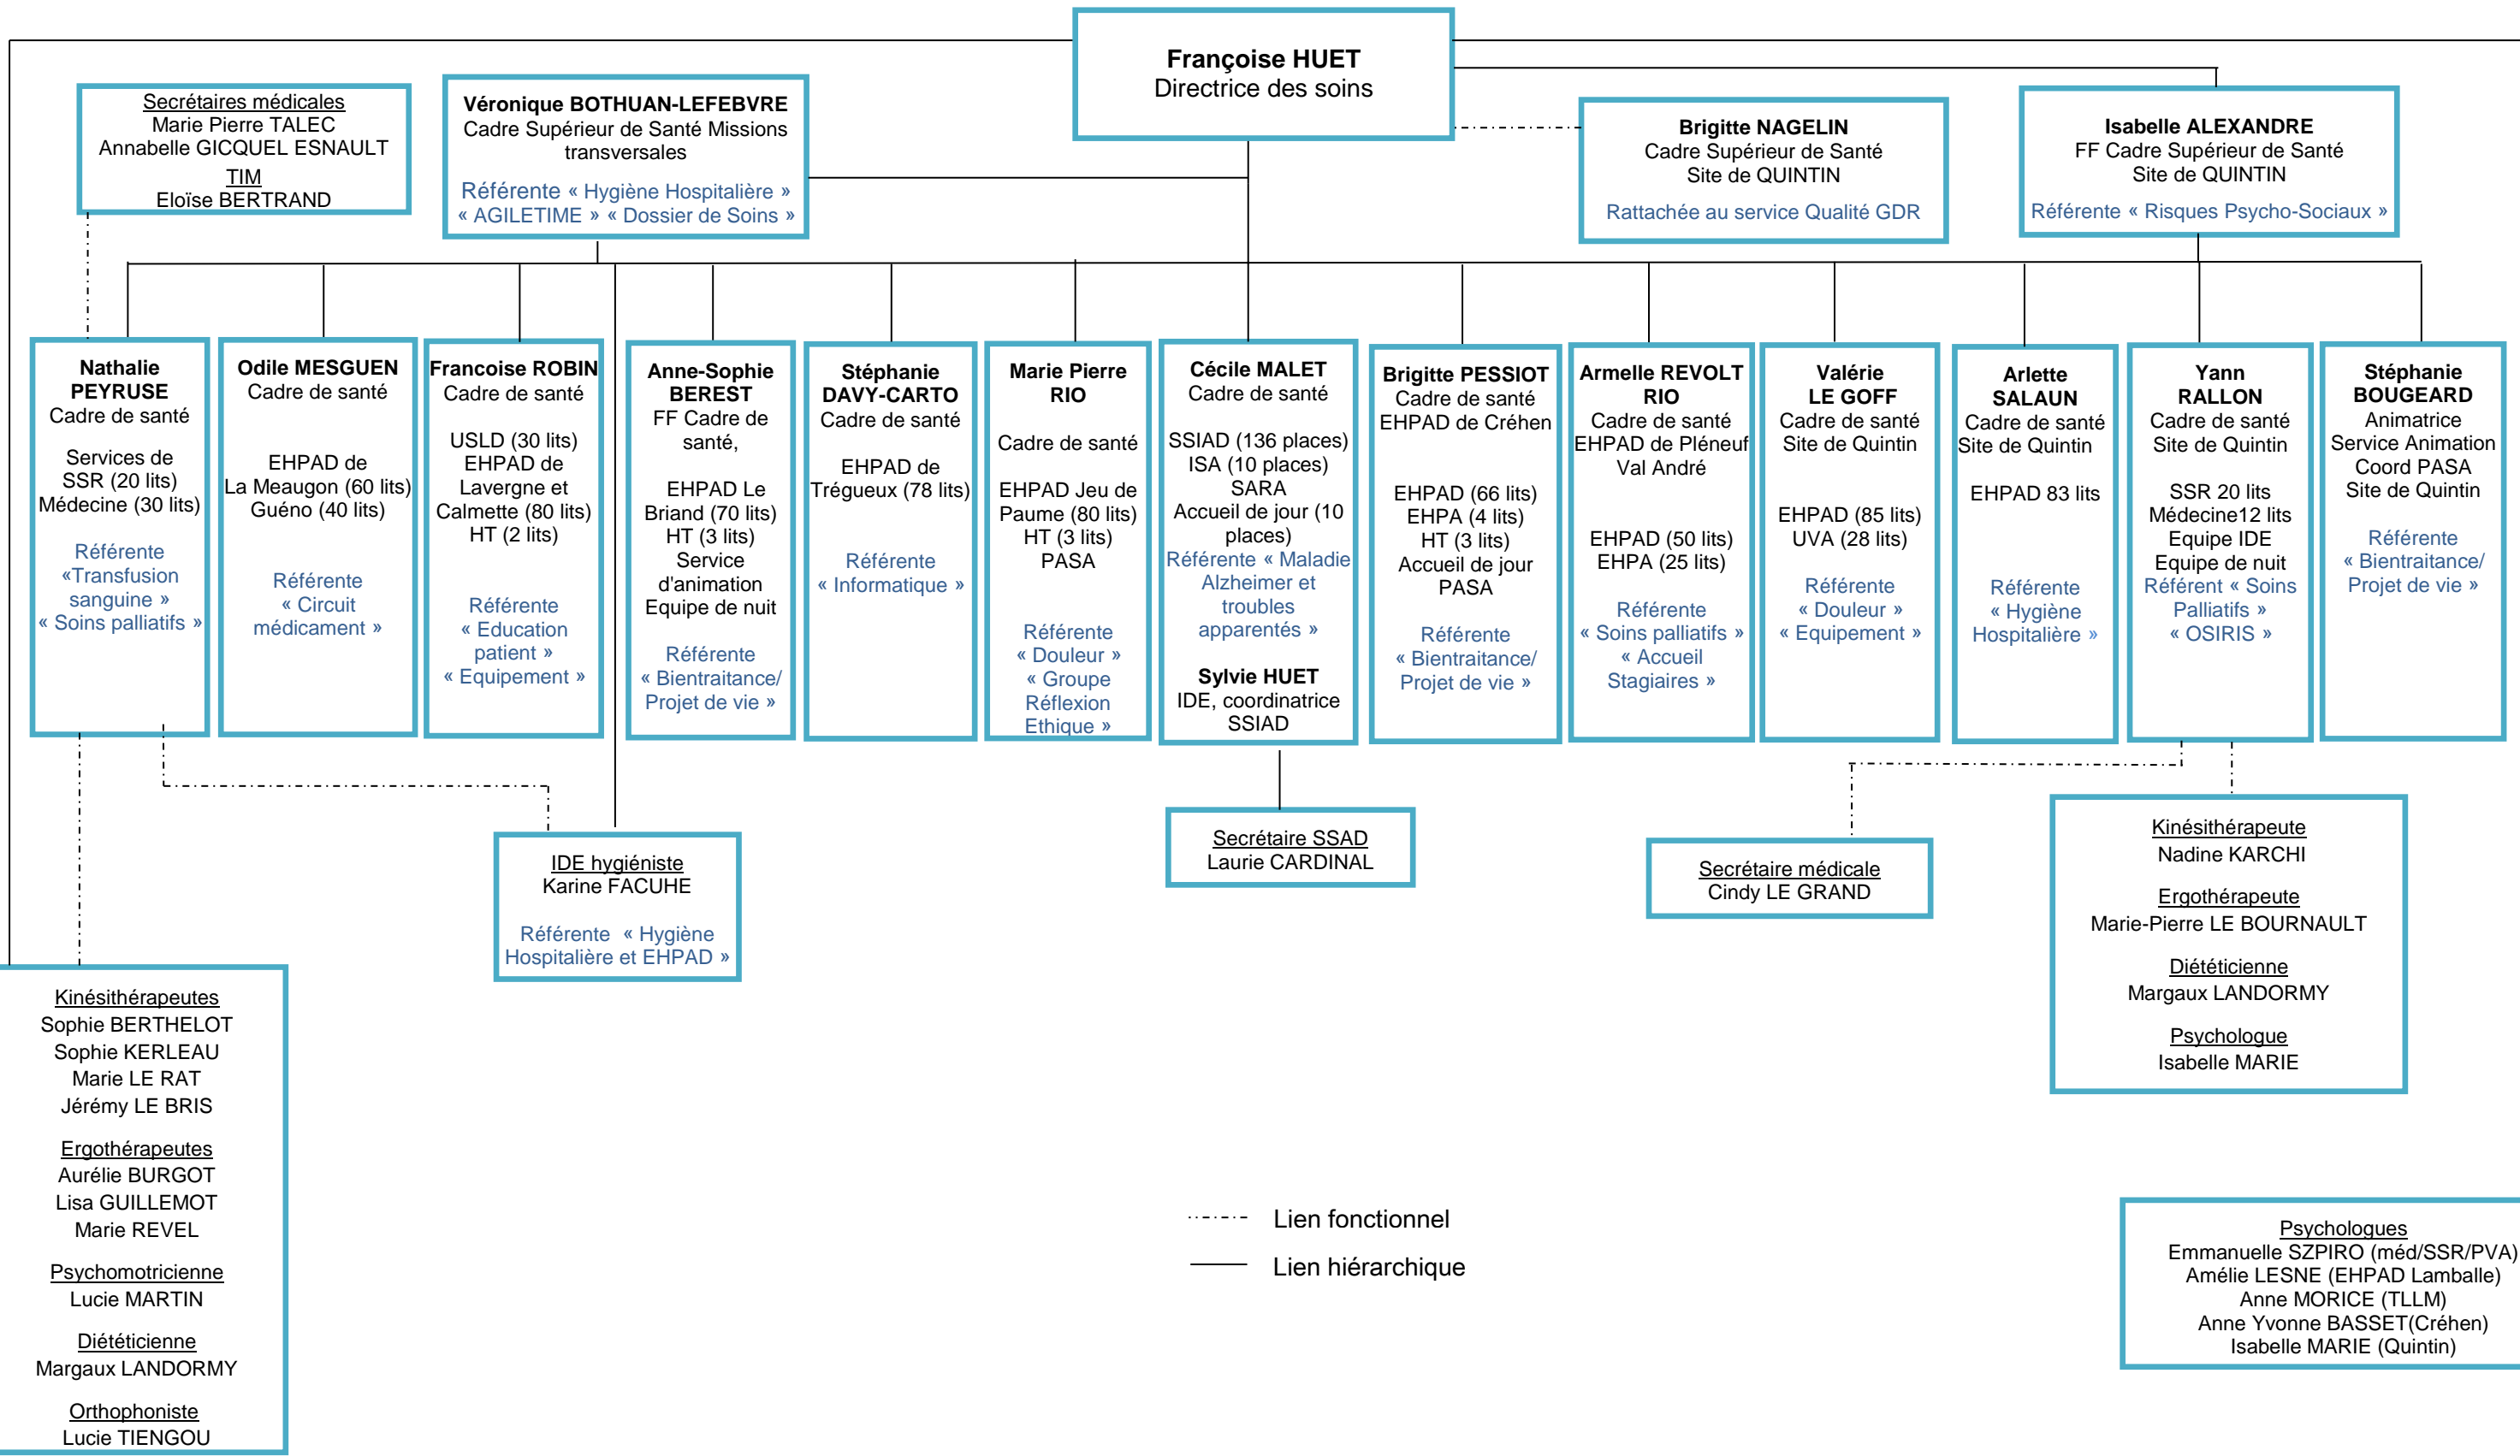 Françoise HUET
Directrice des soins
Secrétaires médicales
Marie Pierre TALEC
Annabelle GICQUEL ESNAULT
TIM
Eloïse BERTRAND
Véronique BOTHUAN-LEFEBVRE
Cadre Supérieur de Santé Missions
transversales
Référente « Hygiène Hospitalière »
« AGILETIME » « Dossier de Soins »
Brigitte NAGELIN
Cadre Supérieur de Santé
Site de QUINTIN
Rattachée au service Qualité GDR
Isabelle ALEXANDRE
FF Cadre Supérieur de Santé
Site de QUINTIN
Référente « Risques Psycho-Sociaux »
Nathalie
PEYRUSE
Cadre de santé
Services de
SSR (20 lits)
Médecine (30 lits)
Référente
«Transfusion
sanguine »
« Soins palliatifs »
Odile MESGUEN
Cadre de santé
EHPAD de
La Meaugon (60 lits)
Guéno (40 lits)
Référente
« Circuit
médicament »
Francoise ROBIN
Cadre de santé
USLD (30 lits)
EHPAD de
Lavergne et
Calmette (80 lits)
HT (2 lits)
Référente
« Education
patient »
« Equipement »
Anne-Sophie
BEREST
FF Cadre de
santé,
EHPAD Le
Briand (70 lits)
HT (3 lits)
Service
d'animation
Equipe de nuit
Référente
« Bientraitance/
Projet de vie »
Stéphanie
DAVY-CARTO
Cadre de santé
EHPAD de
Trégueux (78 lits)
Référente
« Informatique »
Marie Pierre
RIO
Cadre de santé
EHPAD Jeu de
Paume (80 lits)
HT (3 lits)
PASA
Référente
« Douleur »
« Groupe
Réflexion
Ethique »
Cécile MALET
Cadre de santé
SSIAD (136 places)
ISA (10 places)
SARA
Accueil de jour (10
places)
Référente « Maladie
Alzheimer et
troubles
apparentés »
Sylvie HUET
IDE, coordinatrice
SSIAD
Brigitte PESSIOT
Cadre de santé
EHPAD de Créhen
EHPAD (66 lits)
EHPA (4 lits)
HT (3 lits)
Accueil de jour
PASA
Référente
« Bientraitance/
Projet de vie »
Armelle REVOLT
RIO
Cadre de santé
EHPAD de Pléneuf
Val André
EHPAD (50 lits)
EHPA (25 lits)
Référente
« Soins palliatifs »
« Accueil
Stagiaires »
Valérie
LE GOFF
Cadre de santé
Site de Quintin
EHPAD (85 lits)
UVA (28 lits)
Référente
« Douleur »
« Equipement »
Arlette
SALAUN
Cadre de santé
Site de Quintin
EHPAD 83 lits
Référente
« Hygiène
Hospitalière »
Yann
RALLON
Cadre de santé
Site de Quintin
SSR 20 lits
Médecine12 lits
Equipe IDE
Equipe de nuit
Référent « Soins
Palliatifs »
« OSIRIS »
Stéphanie
BOUGEARD
Animatrice
Service Animation
Coord PASA
Site de Quintin
Référente
« Bientraitance/
Projet de vie »
IDE hygiéniste
Karine FACUHE
Référente « Hygiène
Hospitalière et EHPAD »
Secrétaire SSAD
Laurie CARDINAL
Secrétaire médicale
Cindy LE GRAND
Kinésithérapeute
Nadine KARCHI
Ergothérapeute
Marie-Pierre LE BOURNAULT
Diététicienne
Margaux LANDORMY
Psychologue
Isabelle MARIE
Kinésithérapeutes
Sophie BERTHELOT
Sophie KERLEAU
Marie LE RAT
Jérémy LE BRIS
Ergothérapeutes
Aurélie BURGOT
Lisa GUILLEMOT
Marie REVEL
Psychomotricienne
Lucie MARTIN
Diététicienne
Margaux LANDORMY
Orthophoniste
Lucie TIENGOU
Lien fonctionnel
Lien hiérarchique
Psychologues
Emmanuelle SZPIRO (méd/SSR/PVA)
Amélie LESNE (EHPAD Lamballe)
Anne MORICE (TLLM)
Anne Yvonne BASSET(Créhen)
Isabelle MARIE (Quintin)